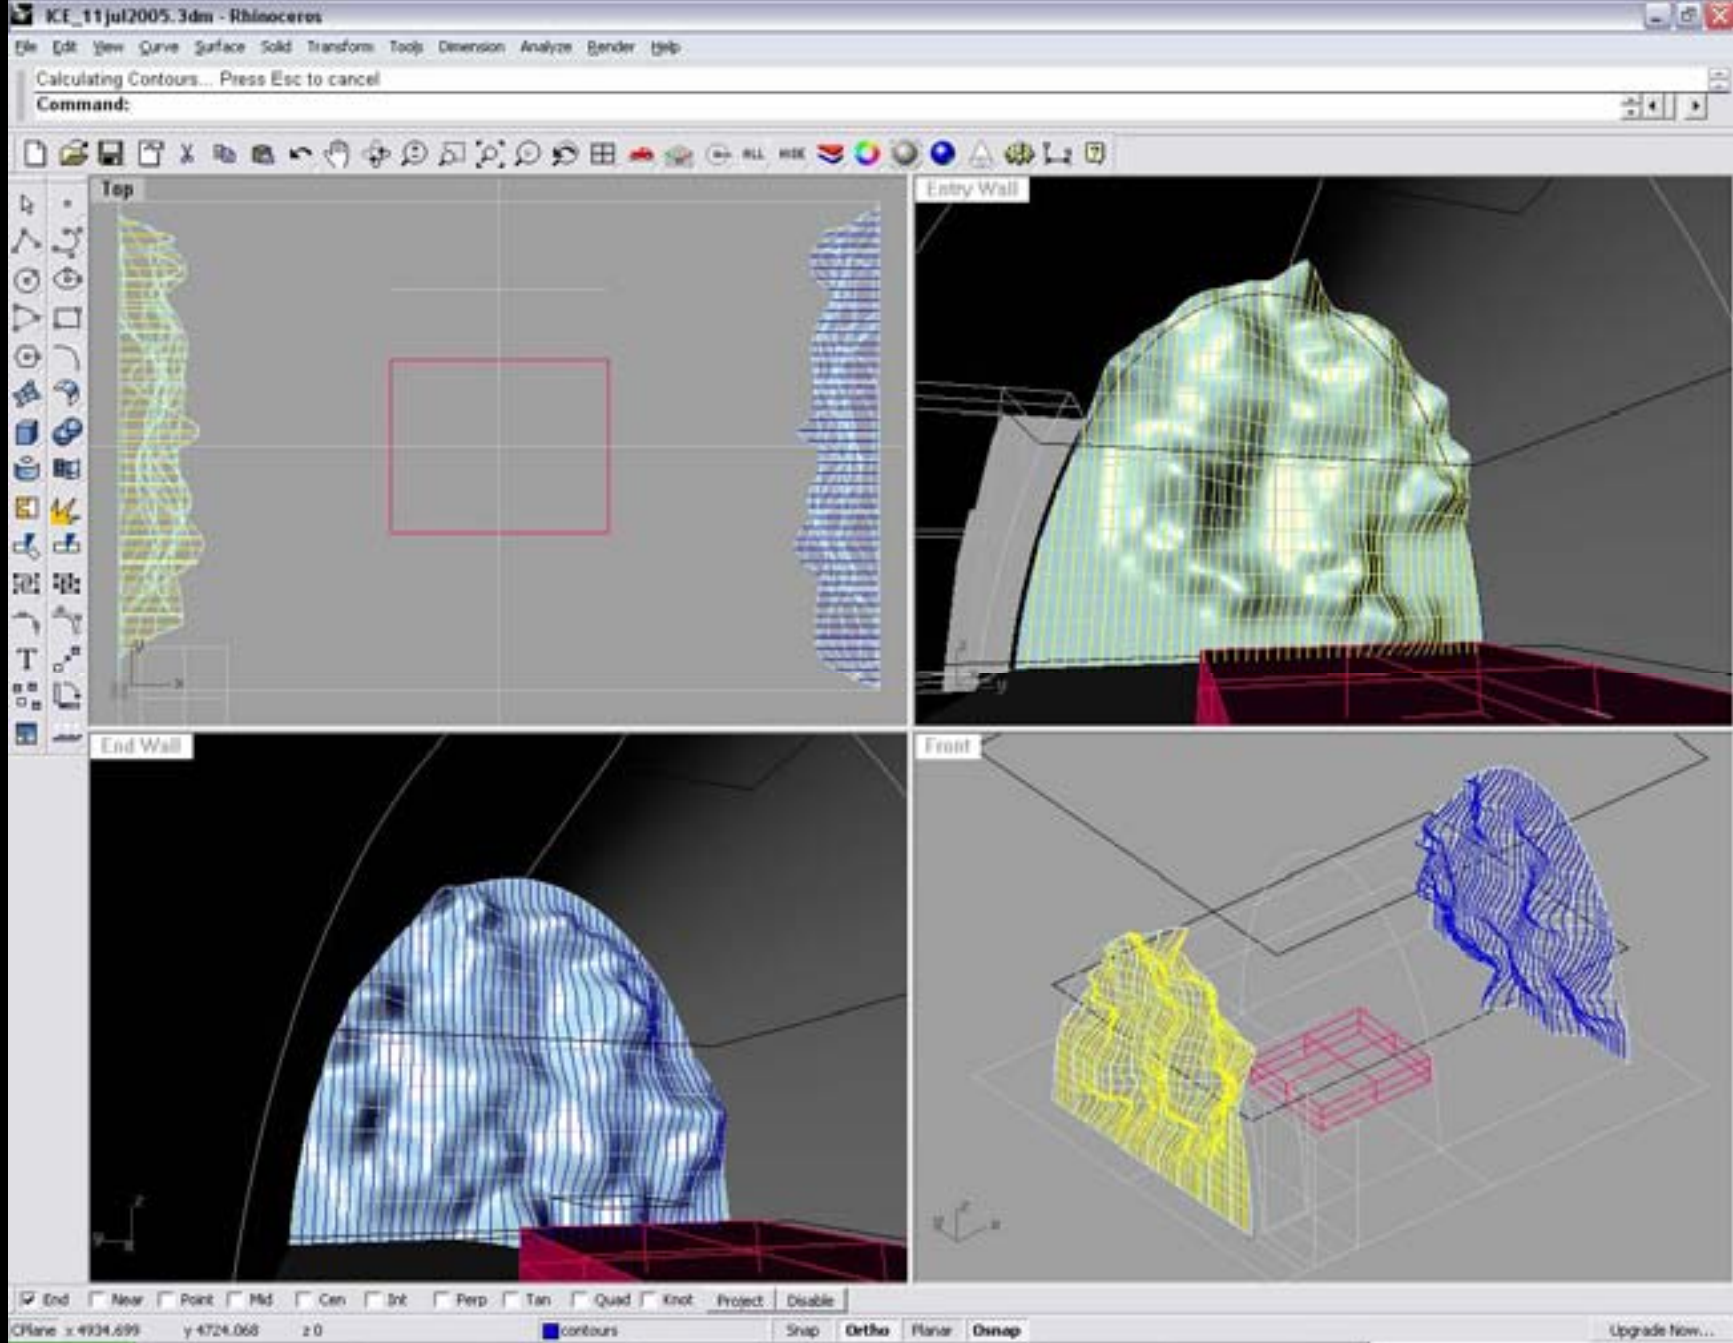 ICE_11jul2005.3dm - Rhinoceros
File Edit View Curve Surface Solid Transform Tools Dimension Analyze Render Help
Calculating Contours... Press Esc to cancel
Command:
ALL HIDE
Top
Entry Wall
T
y
x
z
y
End Wall
Front
z
y
x
z
y
x
End Near Point Mid Cen Int Perp Tan Quad Knot Project Disable
CPlane x 4934.699 y 4724.068 z 0 contours Snap Ortho Planar Osnap Upgrade Now...